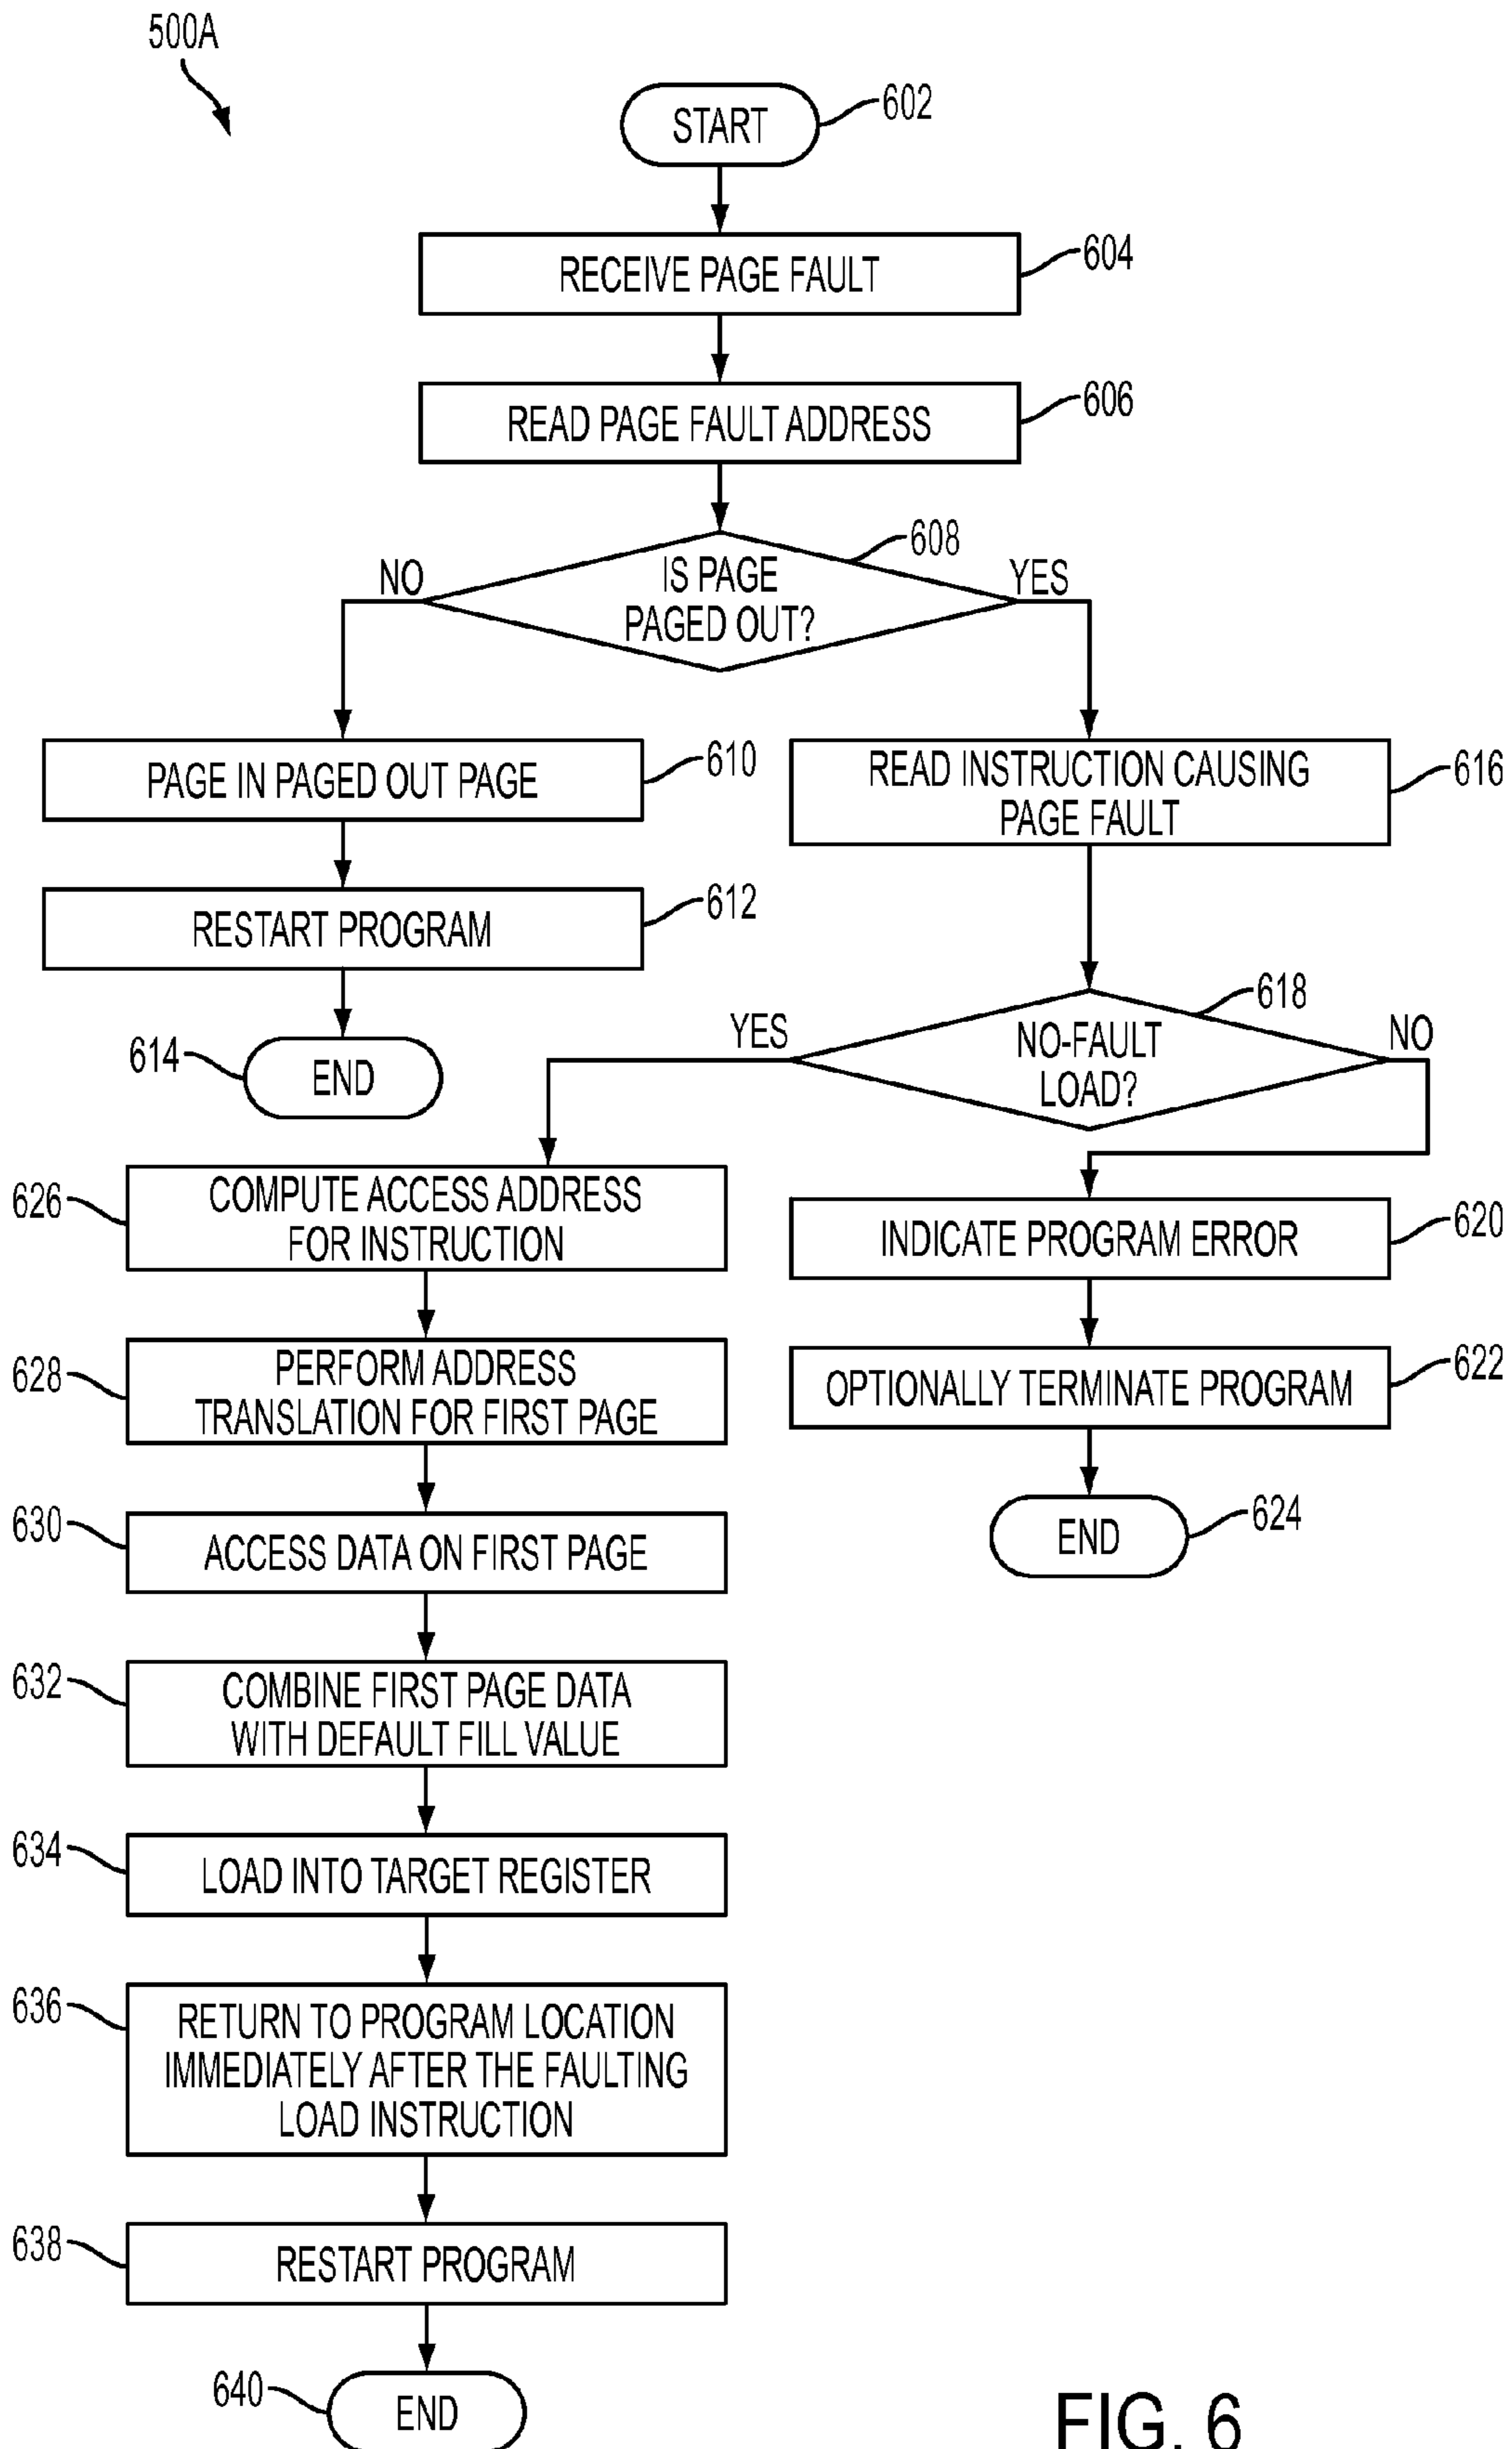 500A
START
602
RECEIVE PAGE FAULT
604
READ PAGE FAULT ADDRESS
606
608
NO
IS PAGE
PAGED OUT?
YES
PAGE IN PAGED OUT PAGE
610
READ INSTRUCTION CAUSING
PAGE FAULT
616
RESTART PROGRAM
612
614
END
618
YES
NO-FAULT
LOAD?
NO
626
COMPUTE ACCESS ADDRESS
FOR INSTRUCTION
INDICATE PROGRAM ERROR
620
628
PERFORM ADDRESS
TRANSLATION FOR FIRST PAGE
OPTIONALLY TERMINATE PROGRAM
622
630
ACCESS DATA ON FIRST PAGE
END
624
632
COMBINE FIRST PAGE DATA
WITH DEFAULT FILL VALUE
634
LOAD INTO TARGET REGISTER
636
RETURN TO PROGRAM LOCATION
IMMEDIATELY AFTER THE FAULTING
LOAD INSTRUCTION
638
RESTART PROGRAM
640
END
FIG. 6